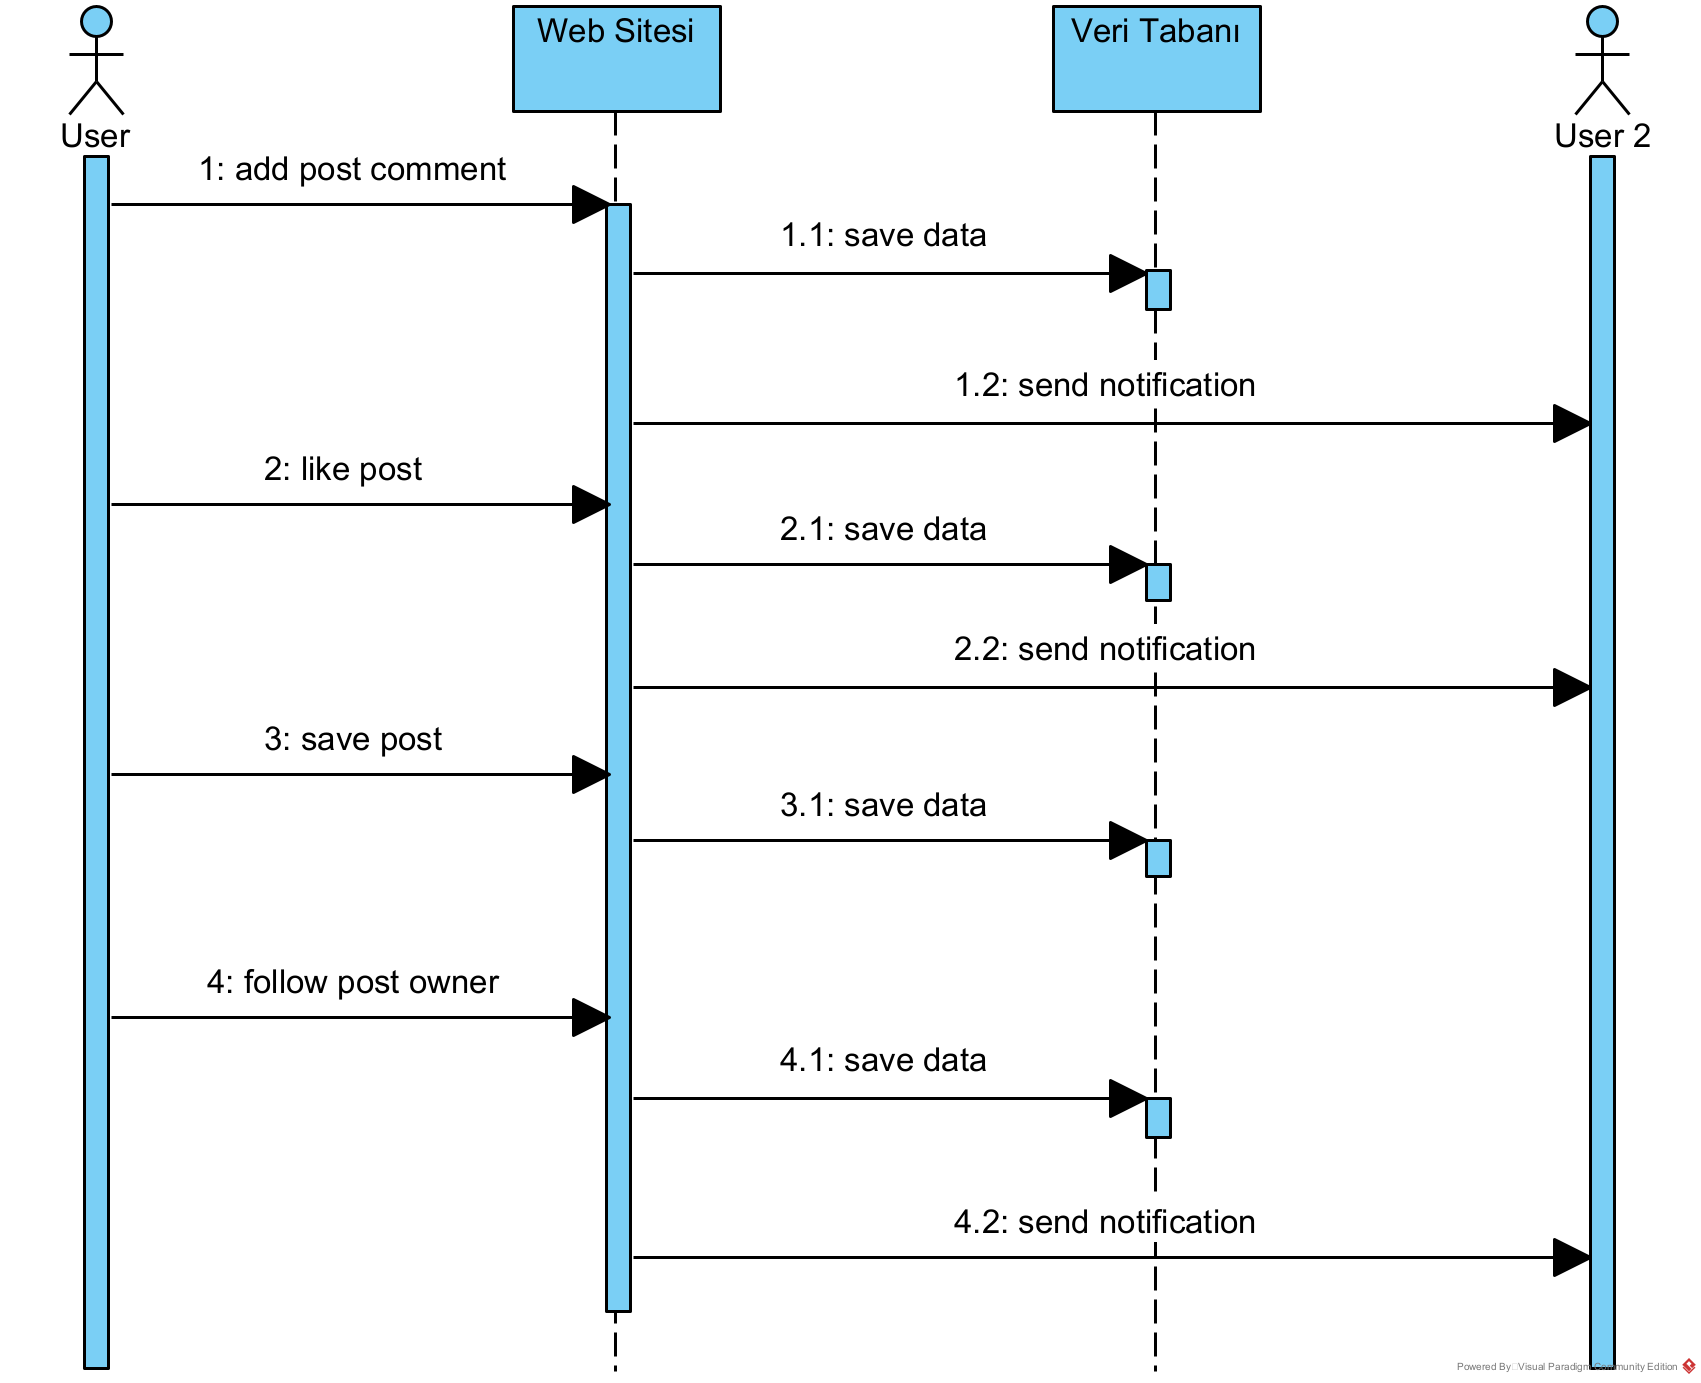 Web Sitesi
Veri Tabanı
User
User 2
1: add post comment
1.1: save data
1.2: send notification
2: like post
2.1: save data
2.2: send notification
3: save post
3.1: save data
4: follow post owner
4.1: save data
4.2: send notification
Powered By Visual Paradigm Community Edition